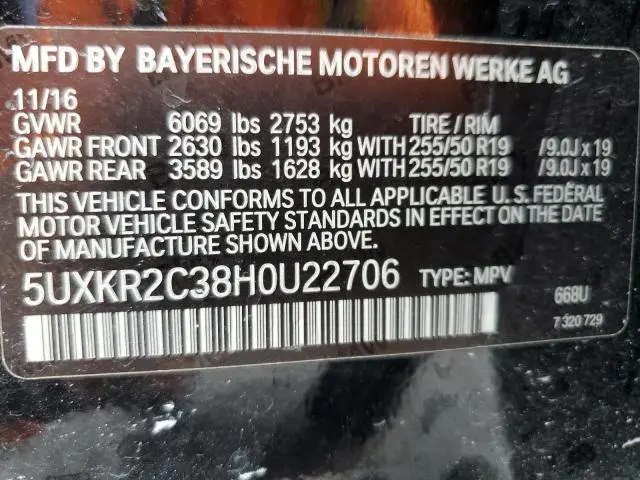 MFD BY BAYERISCHE MOTOREN WERKE AG
11/16
GVWR 6069 lbs 2753 kg TIRE / RIM
GAWR FRONT 2630 lbs 1193 kg WITH 255/50 R19 /9.0J x 19
GAWR REAR 3589 lbs 1628 kg WITH 255/50 R19 /9.0J x 19
THIS VEHICLE CONFORMS TO ALL APPLICABLE U. S. FEDERAL
MOTOR VEHICLE SAFETY STANDARDS IN EFFECT ON THE DATE
OF MANUFACTURE SHOWN ABOVE.
5UXKR2C38H0U22706 TYPE: MPV
668U
7 320 729